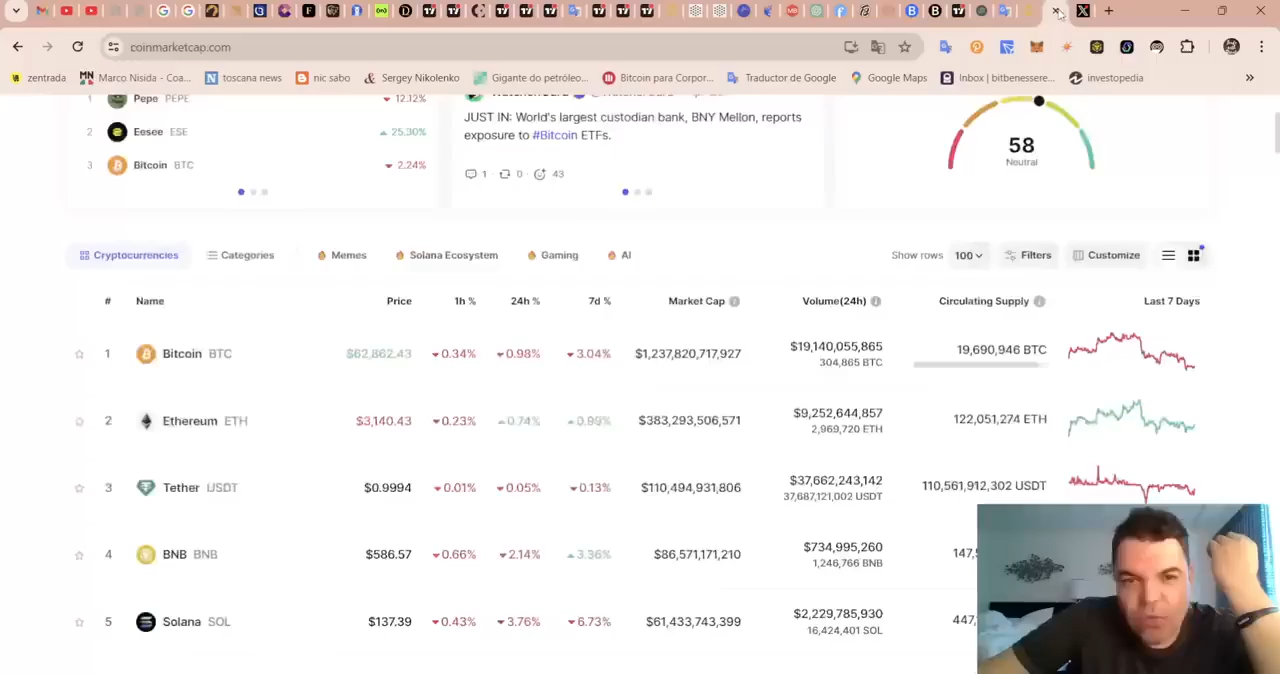 coinmarketcap.com
zentrada
Marco Nisida - Coa...
toscana news
nic sabo
Sergey Nikolenko
Gigante do petróleo...
Bitcoin para Corpor...
Traductor de Google
Google Maps
Inbox | bitbenessere...
investopedia
1 Pepe PEPE 12.12%
2 Eesee ESE 25.30%
3 Bitcoin BTC 2.24%
JUST IN: World's largest custodian bank, BNY Mellon, reports
exposure to #Bitcoin ETFs.
1 0 43
58
Neutral
Cryptocurrencies Categories Memes Solana Ecosystem Gaming AI Show rows 100 Filters Customize
# Name Price 1h % 24h % 7d % Market Cap Volume(24h) Circulating Supply Last 7 Days
1 Bitcoin BTC $62,862.43 0.34% 0.98% 3.04% $1,237,820,717,927 $19,140,055,865 19,690,946 BTC
304,865 BTC
2 Ethereum ETH $3,140.43 0.23% 0.74% 0.99% $383,293,506,571 $9,252,644,857 122,051,274 ETH
2,969,720 ETH
3 Tether USDT $0.9994 0.01% 0.05% 0.13% $110,494,931,806 $37,662,243,142 110,561,912,302 USDT
37,687,121,002 USDT
4 BNB BNB $586.57 0.66% 2.14% 3.36% $86,571,171,210 $734,995,260 147,5
1,246,766 BNB
5 Solana SOL $137.39 0.43% 3.76% 6.73% $61,433,743,399 $2,229,785,930 447,
16,424,401 SOL